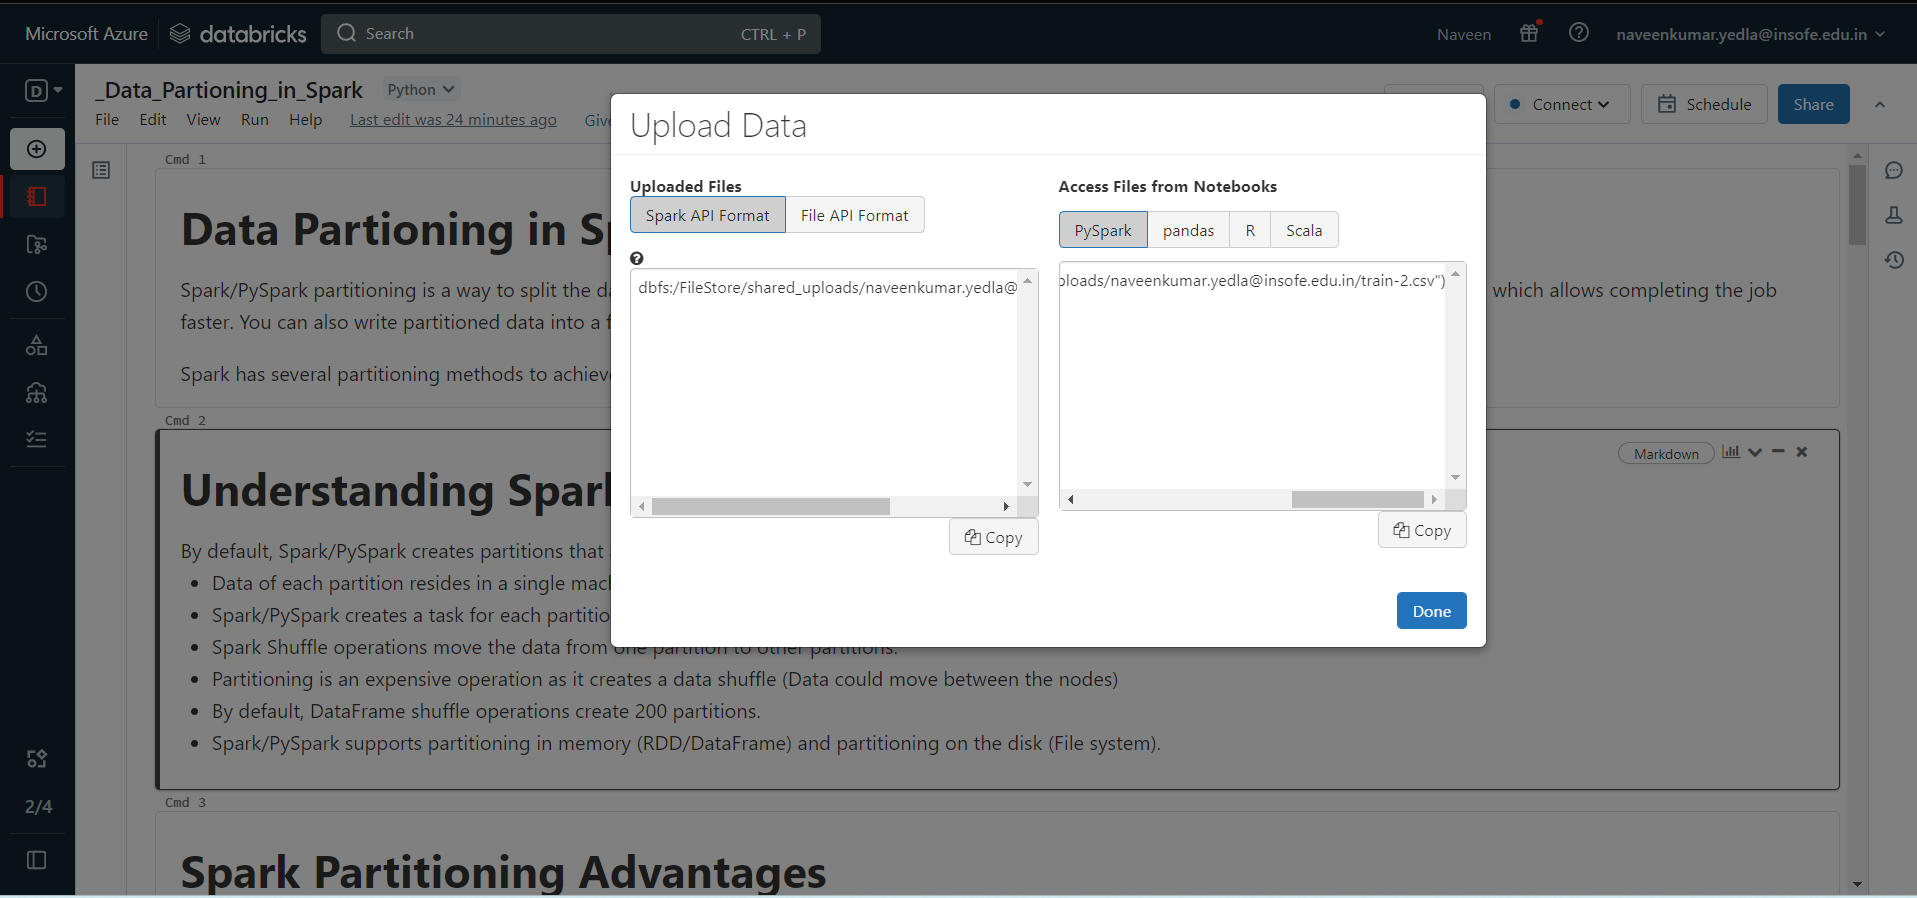 Microsoft Azure
databricks
Search
CTRL + P
Naveen
naveenkumar.yedla@insofe.edu.in
D
_Data_Partioning_in_Spark
Python
File Edit View Run Help Last edit was 24 minutes ago Give
Connect
Schedule
Share
Cmd 1
Data Partioning in Sp
Spark/PySpark partitioning is a way to split the da
which allows completing the job
faster. You can also write partitioned data into a f
Spark has several partitioning methods to achieve
Cmd 2
Markdown
Understanding Spark
By default, Spark/PySpark creates partitions that
Data of each partition resides in a single mach
Spark/PySpark creates a task for each partitio
Spark Shuffle operations move the data from one partition to other partitions.
Partitioning is an expensive operation as it creates a data shuffle (Data could move between the nodes)
By default, DataFrame shuffle operations create 200 partitions.
Spark/PySpark supports partitioning in memory (RDD/DataFrame) and partitioning on the disk (File system).
Cmd 3
Spark Partitioning Advantages
2/4
Upload Data
Uploaded Files
Spark API Format
File API Format
dbfs:/FileStore/shared_uploads/naveenkumar.yedla@
Copy
Access Files from Notebooks
PySpark
pandas
R
Scala
ploads/naveenkumar.yedla@insofe.edu.in/train-2.csv")
Copy
Done